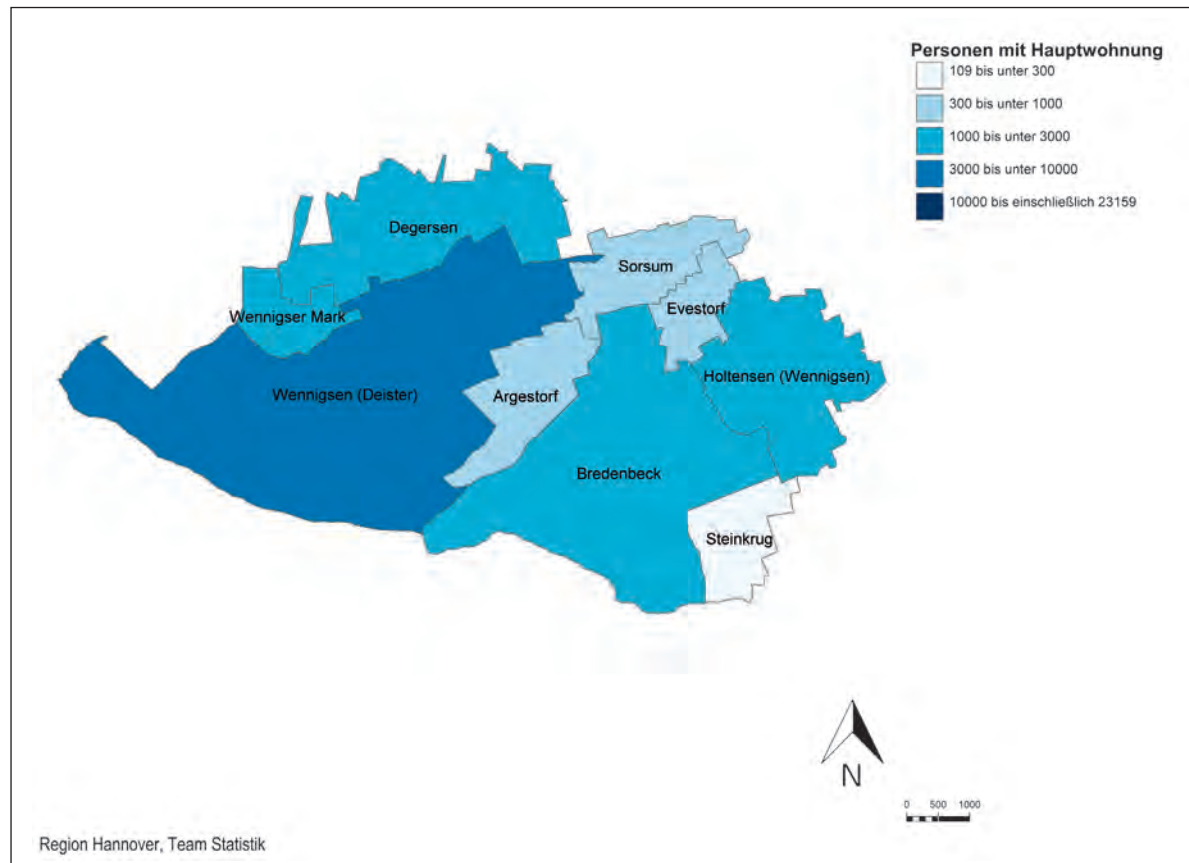 Personen mit Hauptwohnung
109 bis unter 300
300 bis unter 1000
1000 bis unter 3000
3000 bis unter 10000
10000 bis einschließlich 23159
Degersen
Sorsum
Evestorf
Wennigser Mark
Holtensen (Wennigsen)
Wennigsen (Deister)
Argestorf
Bredenbeck
Steinkrug
N
0 500 1000
Region Hannover, Team Statistik